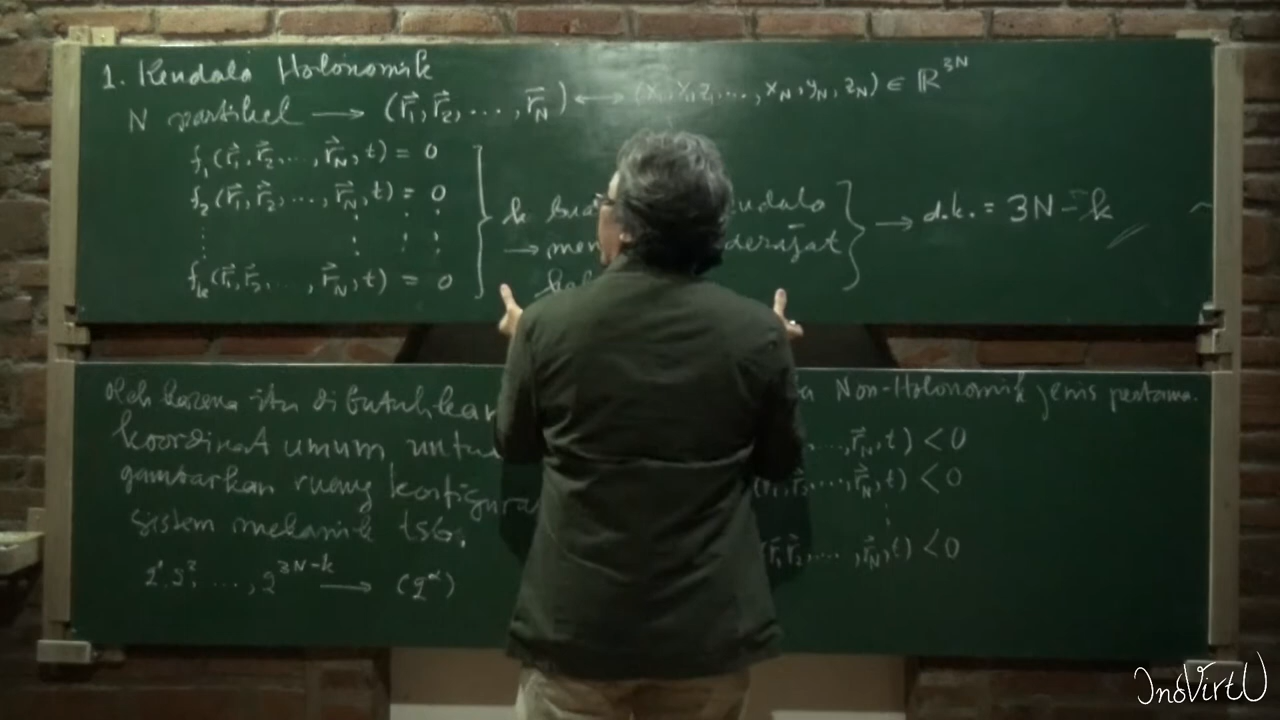 1. Kendala Holonomik
N partikel → (r⃗₁, r⃗₂, ..., r⃗_N) ↔ (x₁, y₁, z₁, ..., x_N, y_N, z_N) ∈ ℝ^{3N}
f₁(r⃗₁, r⃗₂, ..., r⃗_N, t) = 0
f₂(r⃗₁, r⃗₂, ..., r⃗_N, t) = 0
f_k(r⃗₁, r⃗₂, ..., r⃗_N, t) = 0
k
→ derajat
→ d.k. = 3N - k
Oleh karena itu dibutuhkan
koordinat umum
gambarkan ruang
sistem mekanik tsb.
q¹, q², ..., q^{3N-k} → (q^α)
Non-Holonomik jenis pertama.
..., r⃗_N, t) < 0
(r⃗₁, r⃗₂, ..., r⃗_N, t) < 0
(r⃗₁, r⃗₂, ..., r⃗_N, t) < 0
InoVirtU